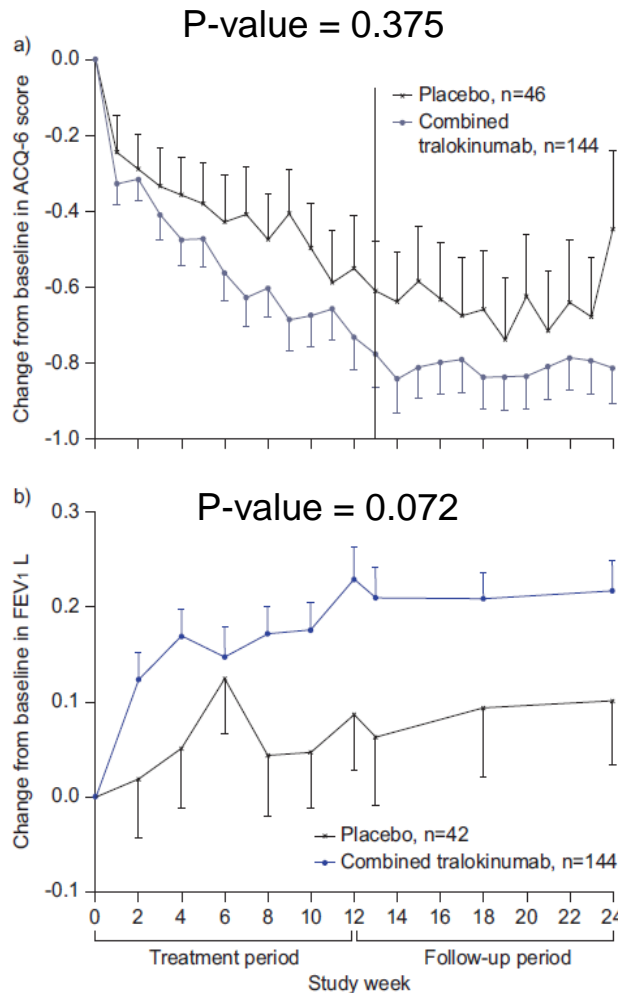 P-value = 0.375
a)
Change from baseline in ACQ-6 score
0.0
-0.2
-0.4
-0.6
-0.8
-1.0
Placebo, n=46
Combined
tralokinumab, n=144
b)
P-value = 0.072
Change from baseline in FEV1 L
0.3
0.2
0.1
0.0
-0.1
Placebo, n=42
Combined tralokinumab, n=144
0 2 4 6 8 10 12 14 16 18 20 22 24
Treatment period Follow-up period
Study week